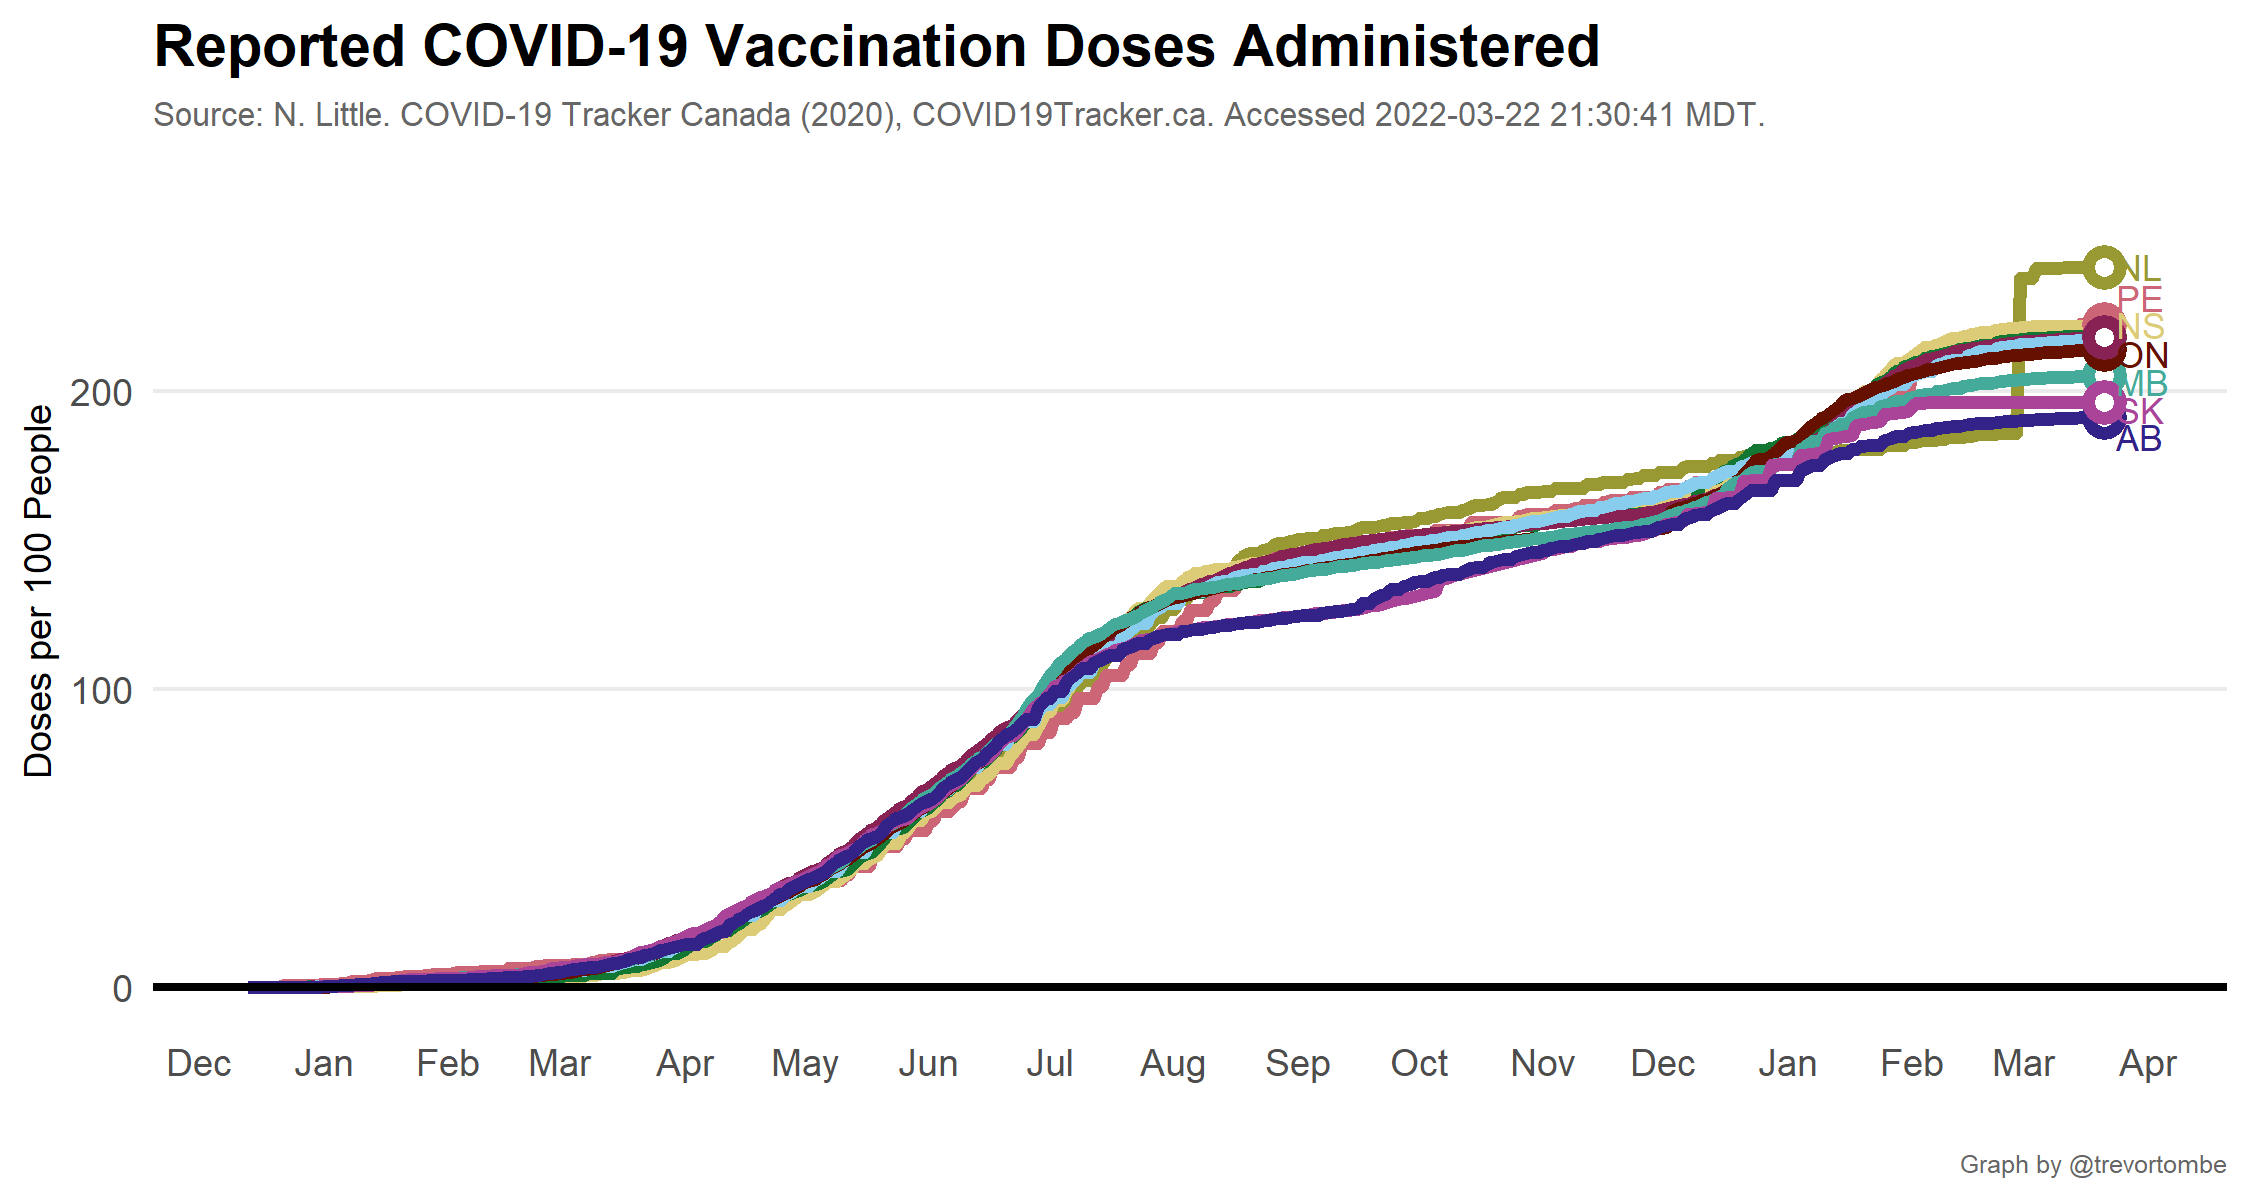 Reported COVID-19 Vaccination Doses Administered
Source: N. Little. COVID-19 Tracker Canada (2020), COVID19Tracker.ca. Accessed 2022-03-22 21:30:41 MDT.
Doses per 100 People
200
100
0
NL
PE
NS
ON
MB
SK
AB
Dec Jan Feb Mar Apr May Jun Jul Aug Sep Oct Nov Dec Jan Feb Mar Apr
Graph by @trevortombe